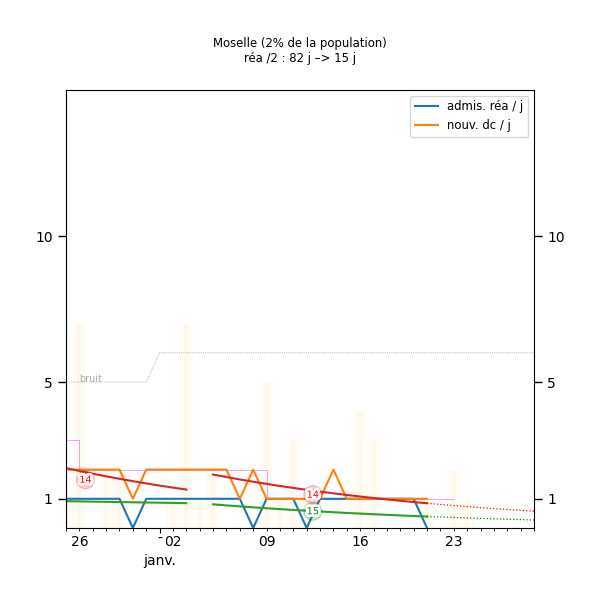 Moselle (2% de la population)
réa /2 : 82 j –> 15 j
admis. réa / j
nouv. dc / j
10
10
bruit
5
5
14
14
15
1
1
26
02
09
16
23
janv.